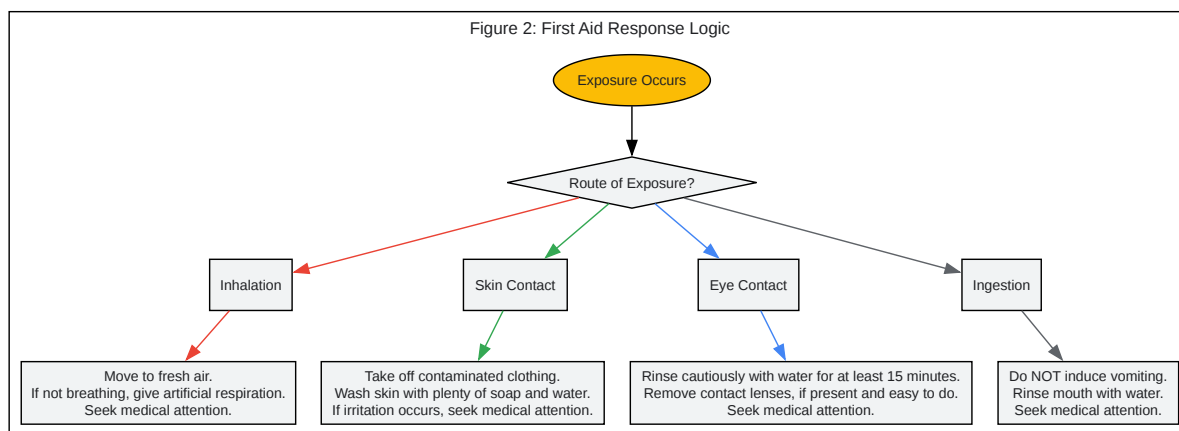 Figure 2: First Aid Response Logic
Exposure Occurs
Route of Exposure?
Inhalation
Skin Contact
Eye Contact
Ingestion
Move to fresh air.
If not breathing, give artificial respiration.
Seek medical attention.
Take off contaminated clothing.
Wash skin with plenty of soap and water.
If irritation occurs, seek medical attention.
Rinse cautiously with water for at least 15 minutes.
Remove contact lenses, if present and easy to do.
Seek medical attention.
Do NOT induce vomiting.
Rinse mouth with water.
Seek medical attention.